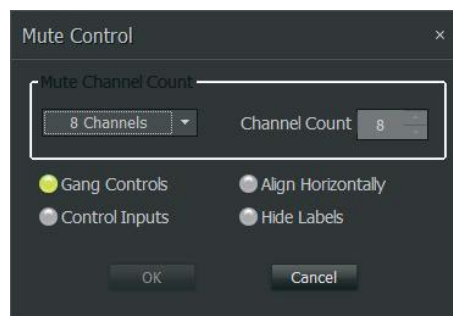 Mute Control
×
Mute Channel Count
8 Channels Channel Count 8
Gang Controls Align Horizontally
Control Inputs Hide Labels
OK Cancel